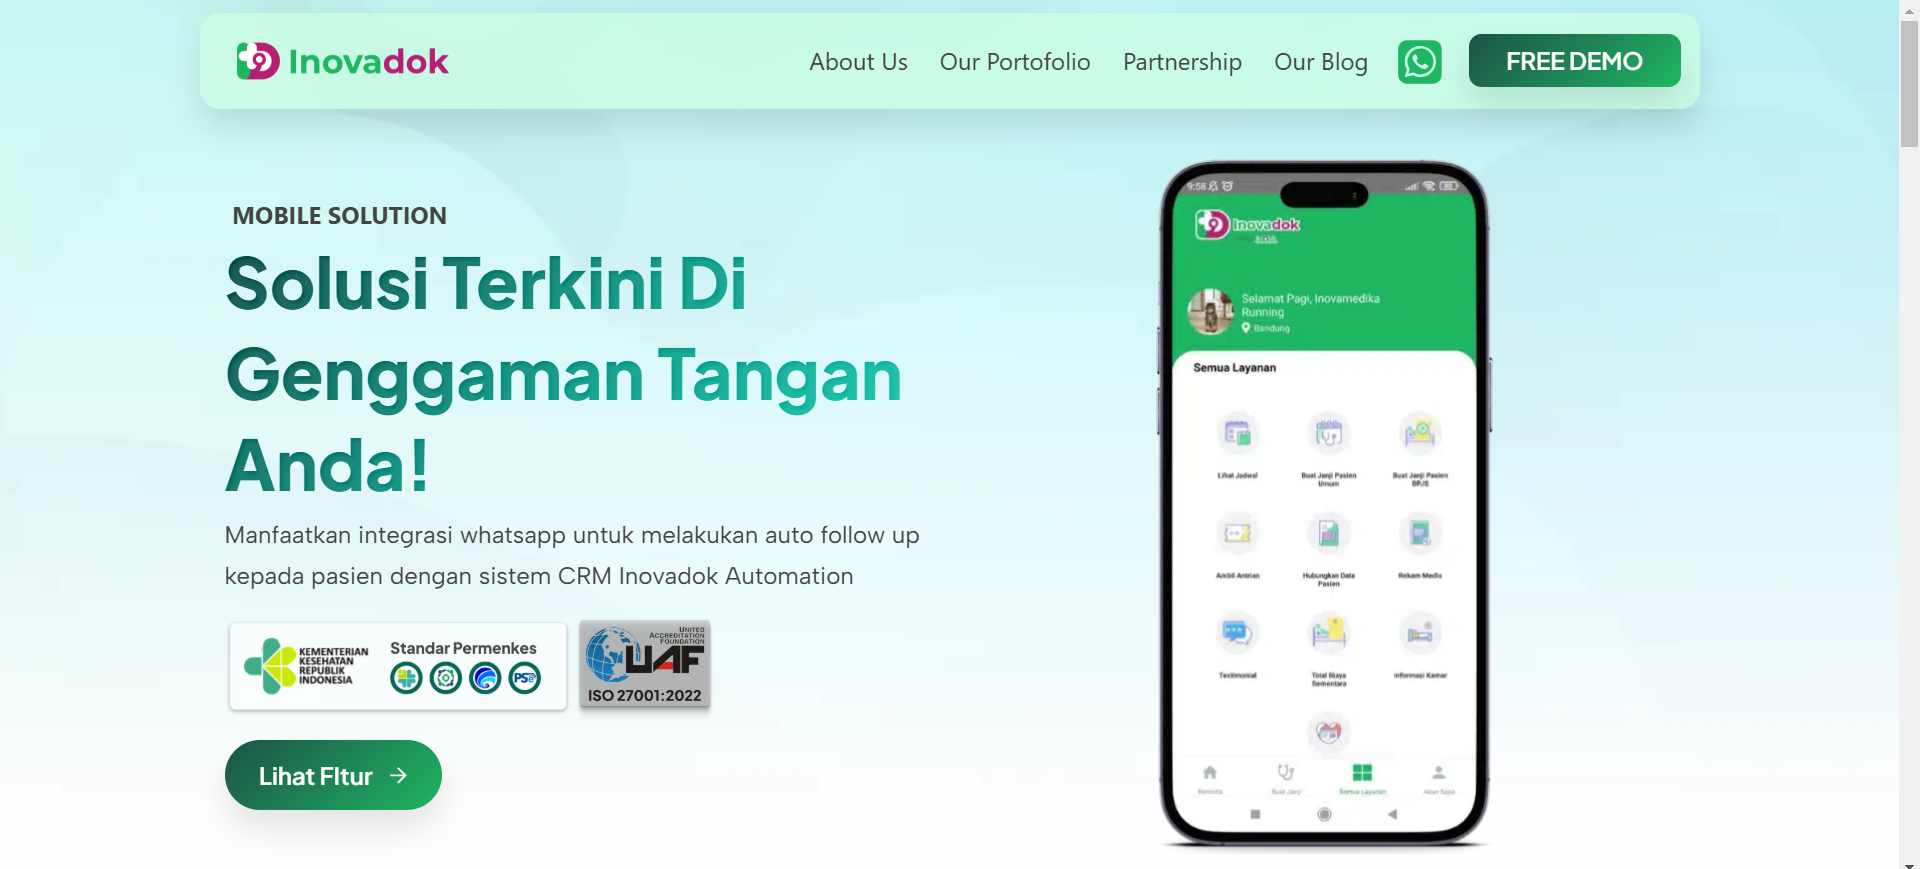 Inovadok
About Us
Our Portofolio
Partnership
Our Blog
FREE DEMO
MOBILE SOLUTION
Solusi Terkini Di
Genggaman Tangan
Anda!
Manfaatkan integrasi whatsapp untuk melakukan auto follow up
kepada pasien dengan sistem CRM Inovadok Automation
KEMENTERIAN
KESEHATAN
REPUBLIK
INDONESIA
Standar Permenkes
UNITED
ACCREDITATION
FOUNDATION
UAF
ISO 27001:2022
Lihat FItur
9:58
Inovadok
Selamat Pagi, Inovamedika
Running
Bandung
Semua Layanan
Lihat Jadwal
Buat Janji Pasien
Umum
Buat Janji Pasien
BPJS
Ambil Antrian
Hubungkan Data
Pasien
Rekam Medis
Testimonial
Total Biaya
Sementara
Informasi Kamar
Beranda
Buat Janji
Semua Layanan
Akun Saya